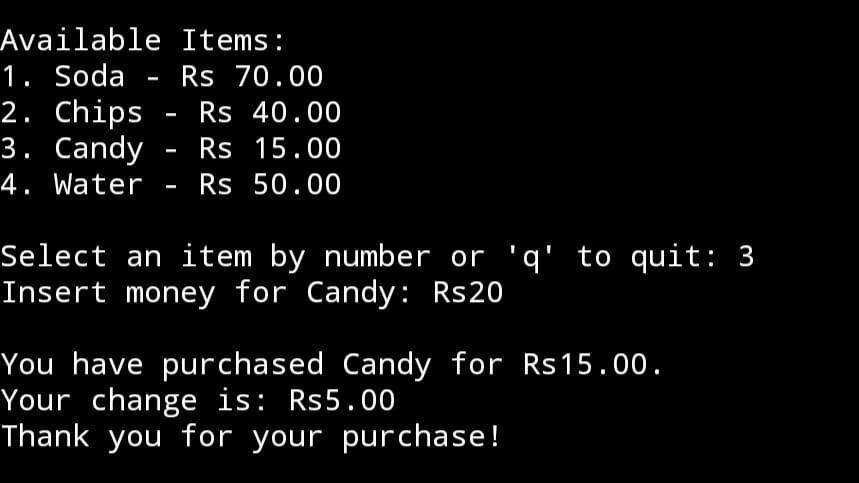 Available Items:
1. Soda - Rs 70.00
2. Chips - Rs 40.00
3. Candy - Rs 15.00
4. Water - Rs 50.00
Select an item by number or 'q' to quit: 3
Insert money for Candy: Rs20
You have purchased Candy for Rs15.00.
Your change is: Rs5.00
Thank you for your purchase!